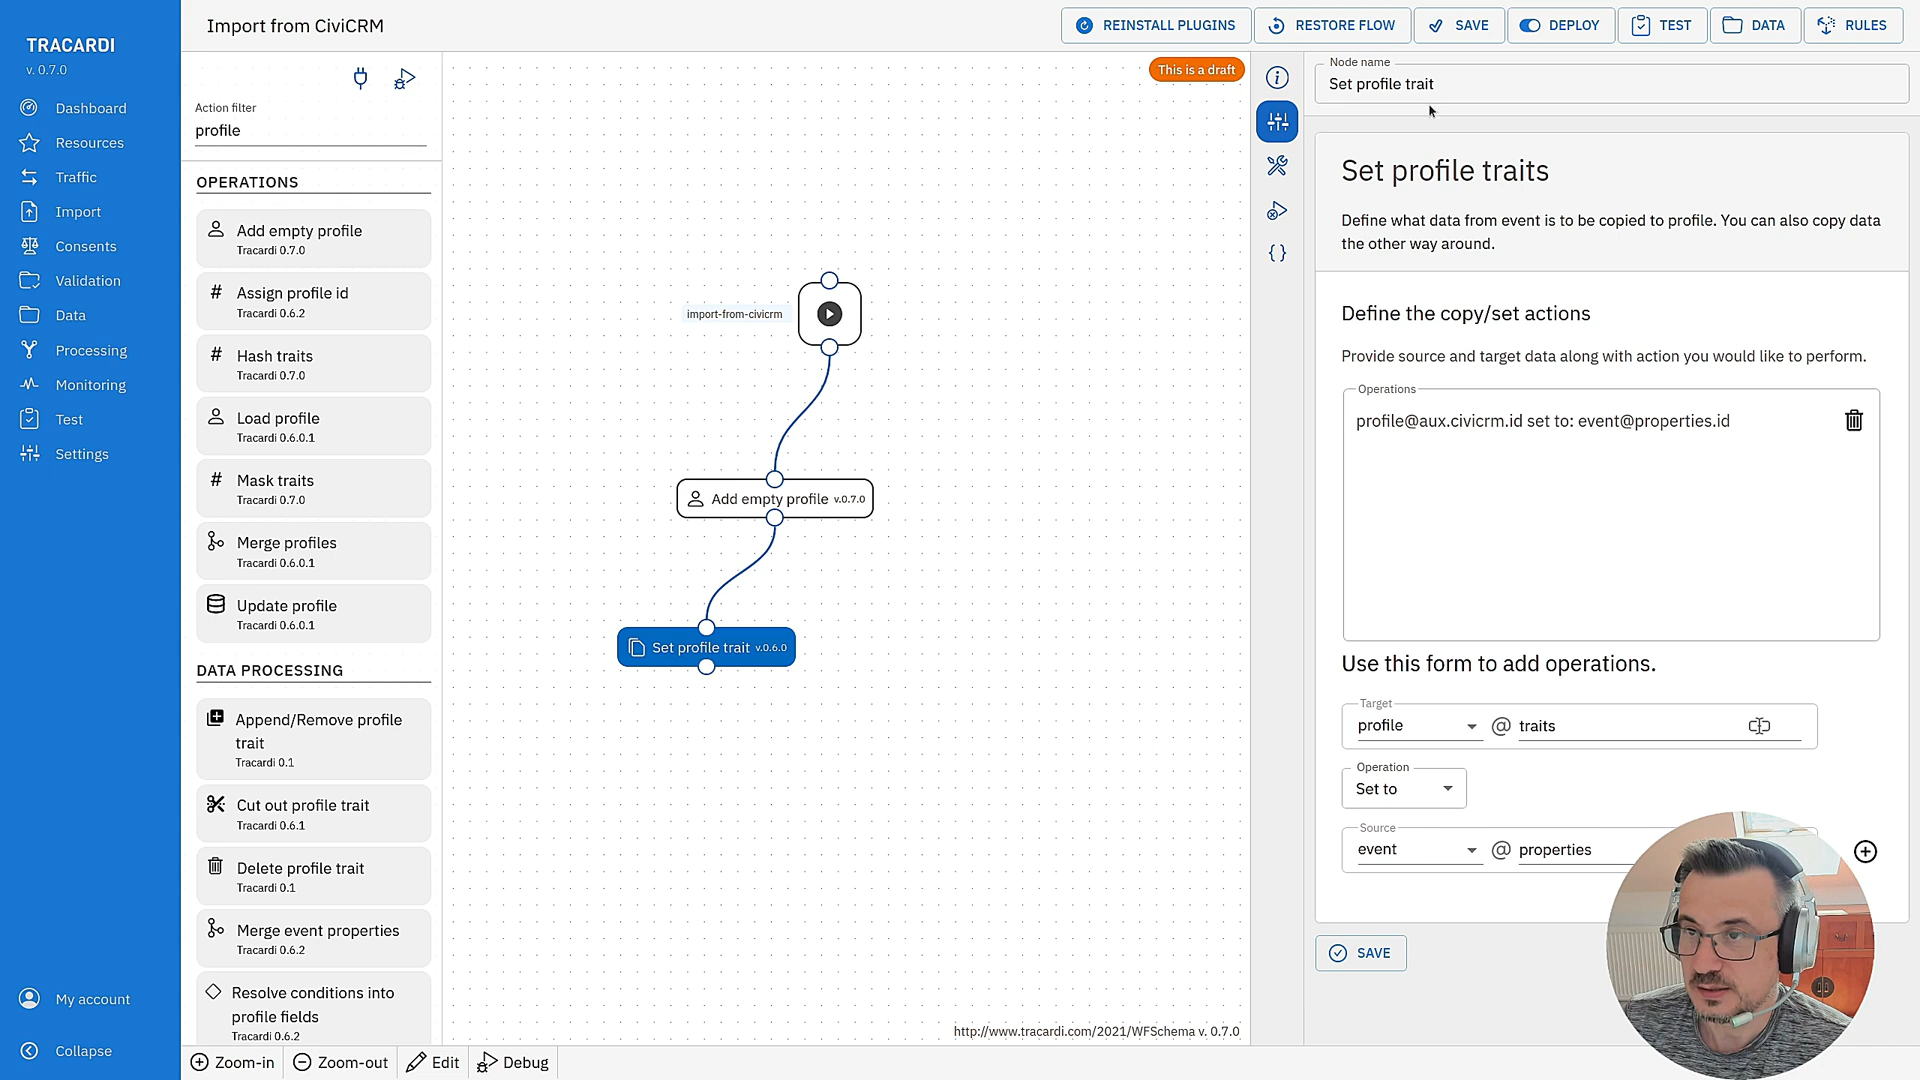 TRACARDI
v. 0.7.0
Dashboard
Resources
Traffic
Import
Consents
Validation
Data
Processing
Monitoring
Test
Settings
My account
Collapse
Import from CiviCRM
REINSTALL PLUGINS
RESTORE FLOW
SAVE
DEPLOY
TEST
DATA
RULES
Action filter
profile
OPERATIONS
Add empty profile
Tracardi 0.7.0
# Assign profile id
Tracardi 0.6.2
# Hash traits
Tracardi 0.7.0
Load profile
Tracardi 0.6.0.1
# Mask traits
Tracardi 0.7.0
Merge profiles
Tracardi 0.6.0.1
Update profile
Tracardi 0.6.0.1
DATA PROCESSING
Append/Remove profile
trait
Tracardi 0.1
Cut out profile trait
Tracardi 0.6.1
Delete profile trait
Tracardi 0.1
Merge event properties
Tracardi 0.6.2
Resolve conditions into
profile fields
Tracardi 0.6.2
Zoom-in
Zoom-out
Edit
Debug
This is a draft
import-from-civicrm
Add empty profile v.0.7.0
Set profile trait v.0.6.0
http://www.tracardi.com/2021/WFSchema v. 0.7.0
Node name
Set profile trait
Set profile traits
Define what data from event is to be copied to profile. You can also copy data
the other way around.
Define the copy/set actions
Provide source and target data along with action you would like to perform.
Operations
profile@aux.civicrm.id set to: event@properties.id
Use this form to add operations.
Target
profile @ traits
Operation
Set to
Source
event @ properties
SAVE